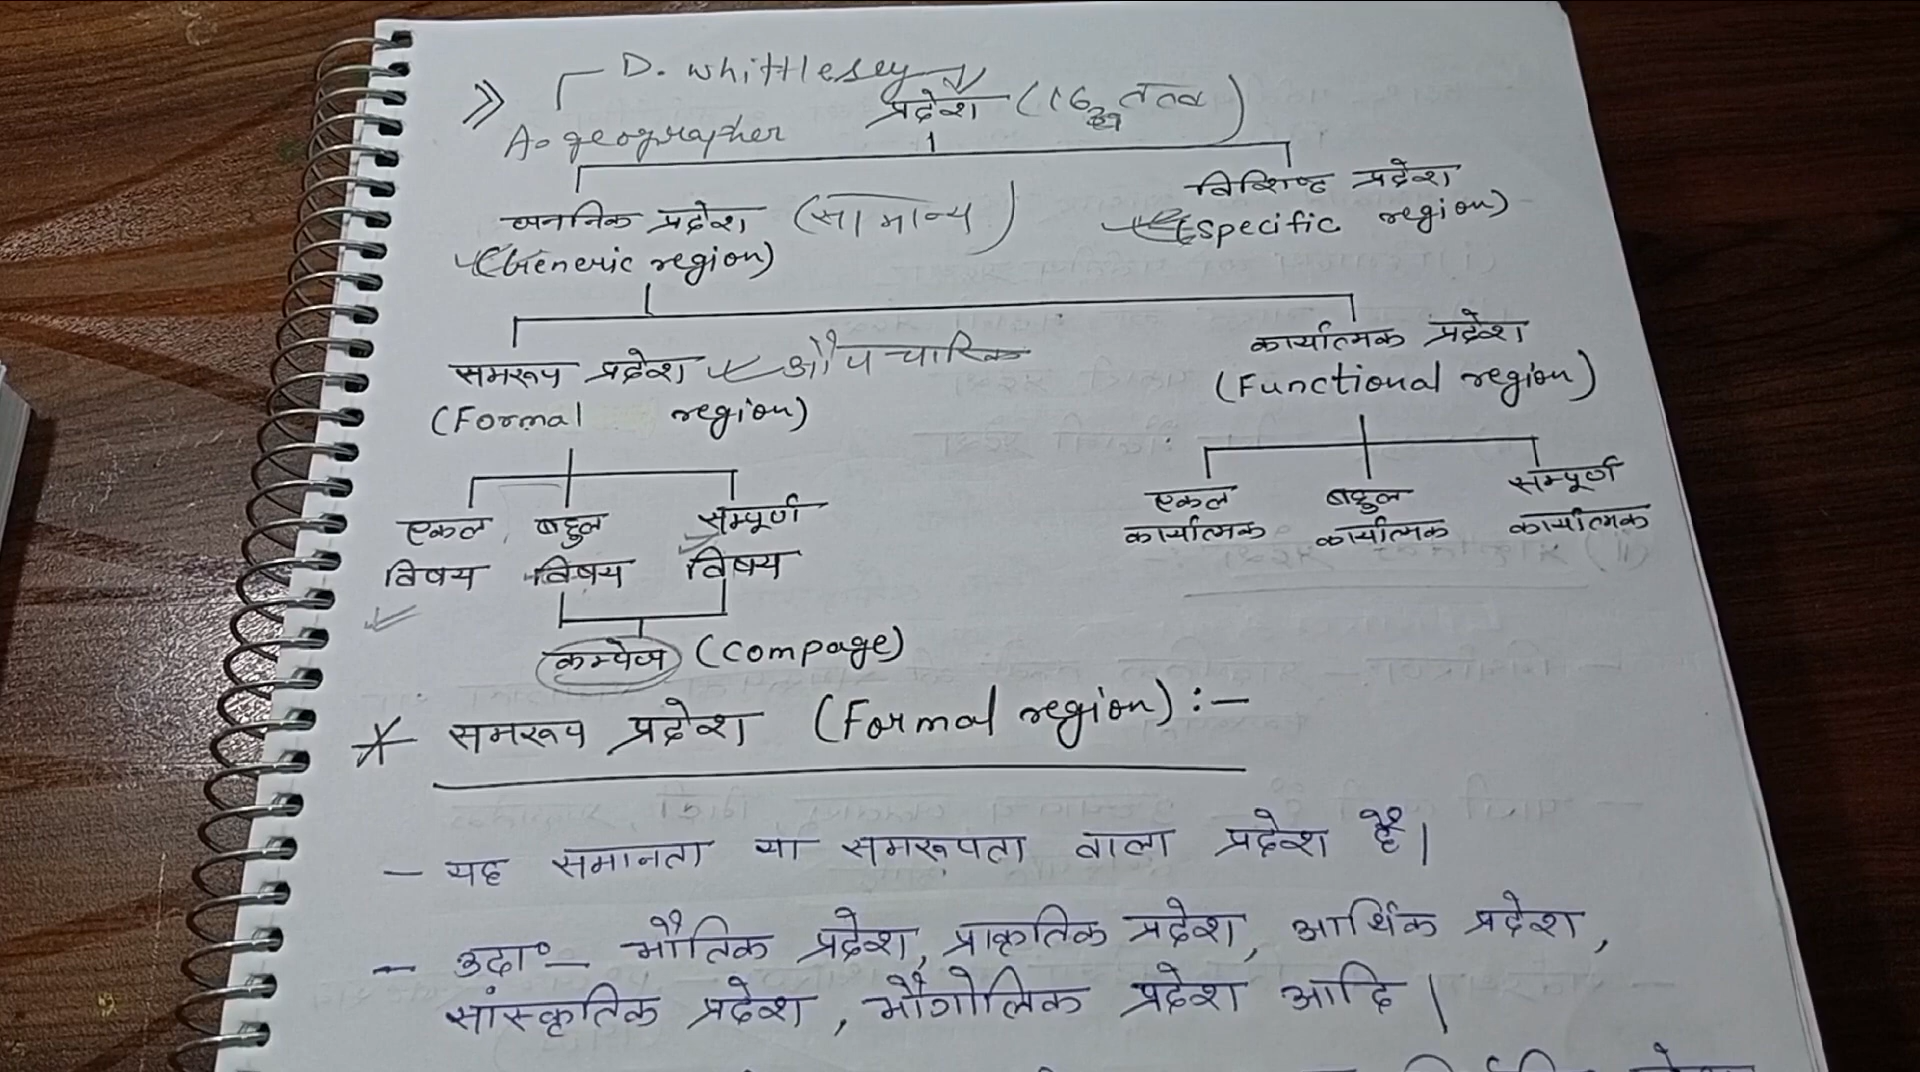 D. Whittlesey
A. geographer प्रदेश (16 तत्व)
जननिक प्रदेश (सामान्य) विशिष्ट प्रदेश
(Generic region) (specific region)
समरूप प्रदेश औपचारिक कार्यात्मक प्रदेश
(Formal region) (Functional region)
एकल बहुल सम्पूर्ण एकल बहुल सम्पूर्ण
विषय विषय विषय कार्यात्मक कार्यात्मक कार्यात्मक
कम्पेज (compage)
* समरूप प्रदेश (Formal region) :-
- यह समानता या समरूपता वाला प्रदेश है।
- उदा० - भौतिक प्रदेश, प्राकृतिक प्रदेश, आर्थिक प्रदेश,
सांस्कृतिक प्रदेश, भौगोलिक प्रदेश आदि।